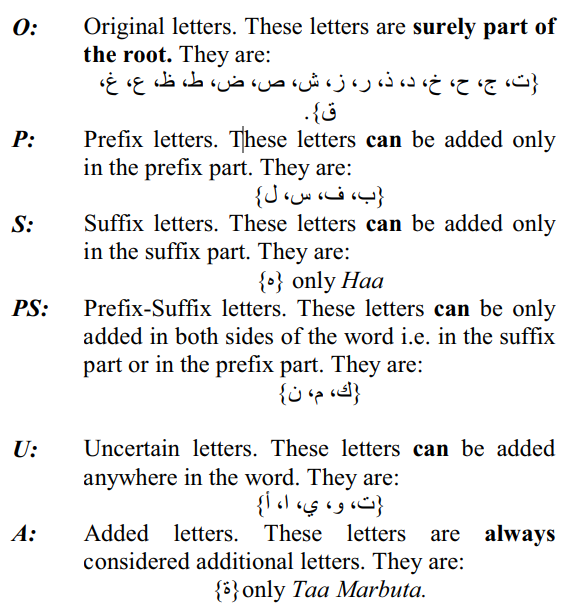 O: Original letters. These letters are surely part of
the root. They are:
{ت، ج، ح، خ، د، ذ، ر، ز، ش، ص، ض، ط، ظ، ع، غ،
ق}.
P: Prefix letters. These letters can be added only
in the prefix part. They are:
{ب، ف، س، ل}
S: Suffix letters. These letters can be added only
in the suffix part. They are:
{ه} only Haa
PS: Prefix-Suffix letters. These letters can be only
added in both sides of the word i.e. in the suffix
part or in the prefix part. They are:
{ك، م، ن}
U: Uncertain letters. These letters can be added
anywhere in the word. They are:
{ت، و، ي، ا، أ}
A: Added letters. These letters are always
considered additional letters. They are:
{ة} only Taa Marbuta.